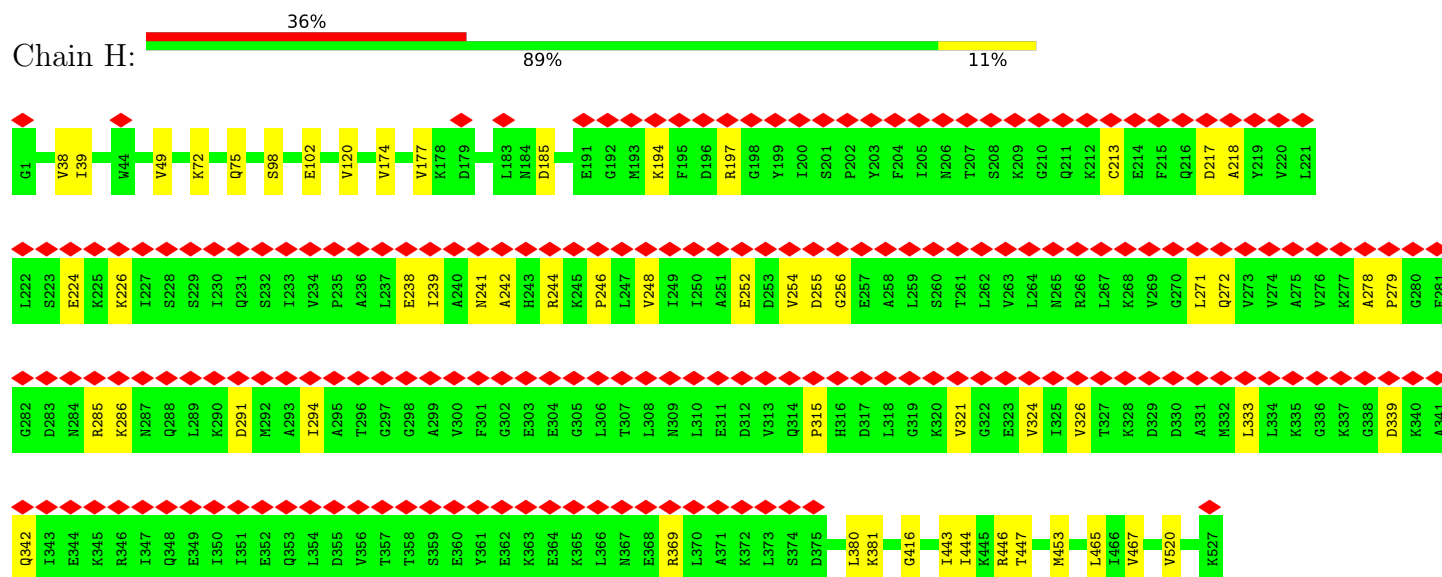 36%
Chain H:
89% 11%
G1 V38 I39 W44 V49 K72 Q75 S98 E102 V120 V174 V177 K178 D179 L183 N184 D185 E191 G192 M193 K194 F195 D196 R197 G198 Y199 I200 S201 P202 Y203 F204 I205 N206 T207 S208 K209 G210 Q211 K212 C213 E214 F215 Q216 D217 A218 Y219 V220 L221
L222 S223 E224 K225 K226 I227 S228 S229 I230 Q231 S232 I233 V234 P235 A236 L237 E238 I239 A240 N241 A242 H243 R244 K245 P246 L247 V248 I249 I250 A251 E252 D253 V254 D255 G256 E257 A258 L259 S260 T261 L262 V263 L264 N265 R266 L267 K268 V269 G270 L271 Q272 V273 V274 A275 V276 K277 A278 P279 G280 F281
G282 D283 N284 R285 K286 N287 Q288 L289 K290 D291 M292 A293 I294 A295 T296 G297 G298 A299 V300 F301 G302 E303 E304 G305 L306 T307 L308 N309 L310 E311 D312 V313 Q314 P315 H316 D317 L318 G319 K320 V321 G322 E323 V324 I325 V326 T327 K328 D329 D330 A331 M332 L333 L334 K335 G336 K337 G338 D339 K340 A341
Q342 I343 E344 K345 R346 I347 Q348 E349 I350 I351 E352 Q353 L354 D355 V356 T357 T358 S359 E360 Y361 E362 K363 E364 K365 L366 N367 E368 R369 L370 A371 K372 L373 S374 D375 L380 K381 G416 I443 I444 K445 R446 T447 M453 L465 I466 V467 V520 K527